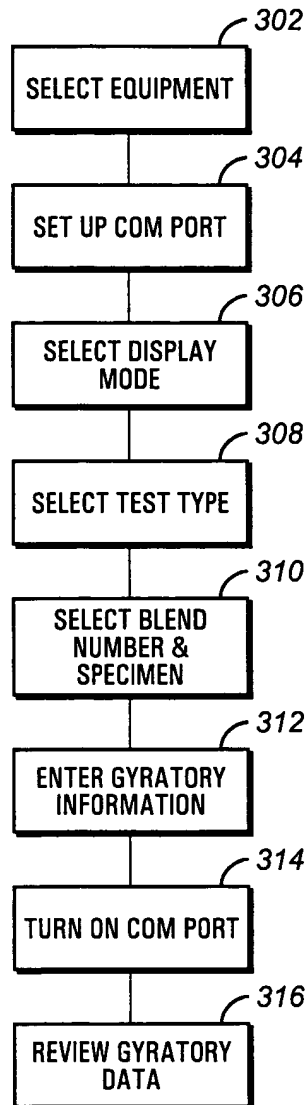 302
SELECT EQUIPMENT
304
SET UP COM PORT
306
SELECT DISPLAY
MODE
308
SELECT TEST TYPE
310
SELECT BLEND
NUMBER &
SPECIMEN
312
ENTER GYRATORY
INFORMATION
314
TURN ON COM PORT
316
REVIEW GYRATORY
DATA